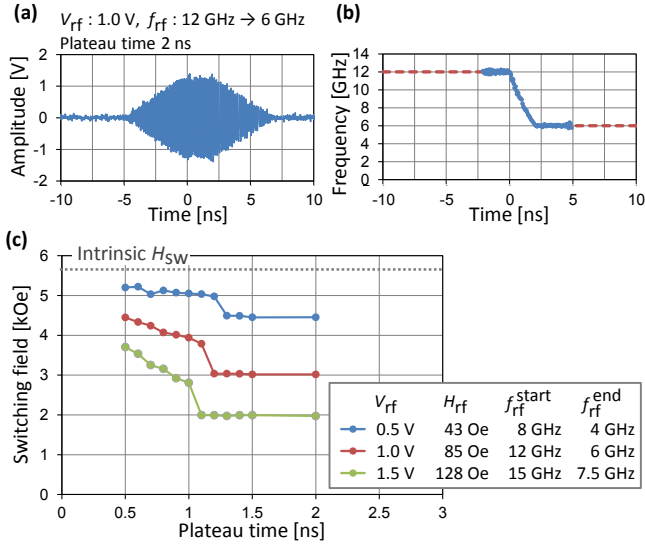 (a)
V_rf : 1.0 V, f_rf : 12 GHz → 6 GHz
Plateau time 2 ns
2
1
0
-1
-2
Amplitude [V]
-10 -5 0 5 10
Time [ns]
(b)
14
12
10
8
6
4
2
0
Frequency [GHz]
-10 -5 0 5 10
Time [ns]
(c)
Intrinsic H_SW
6
5
4
3
2
1
0
Switching field [kOe]
0 0.5 1 1.5 2 2.5 3
Plateau time [ns]
V_rf H_rf f_rf^start f_rf^end
0.5 V 43 Oe 8 GHz 4 GHz
1.0 V 85 Oe 12 GHz 6 GHz
1.5 V 128 Oe 15 GHz 7.5 GHz